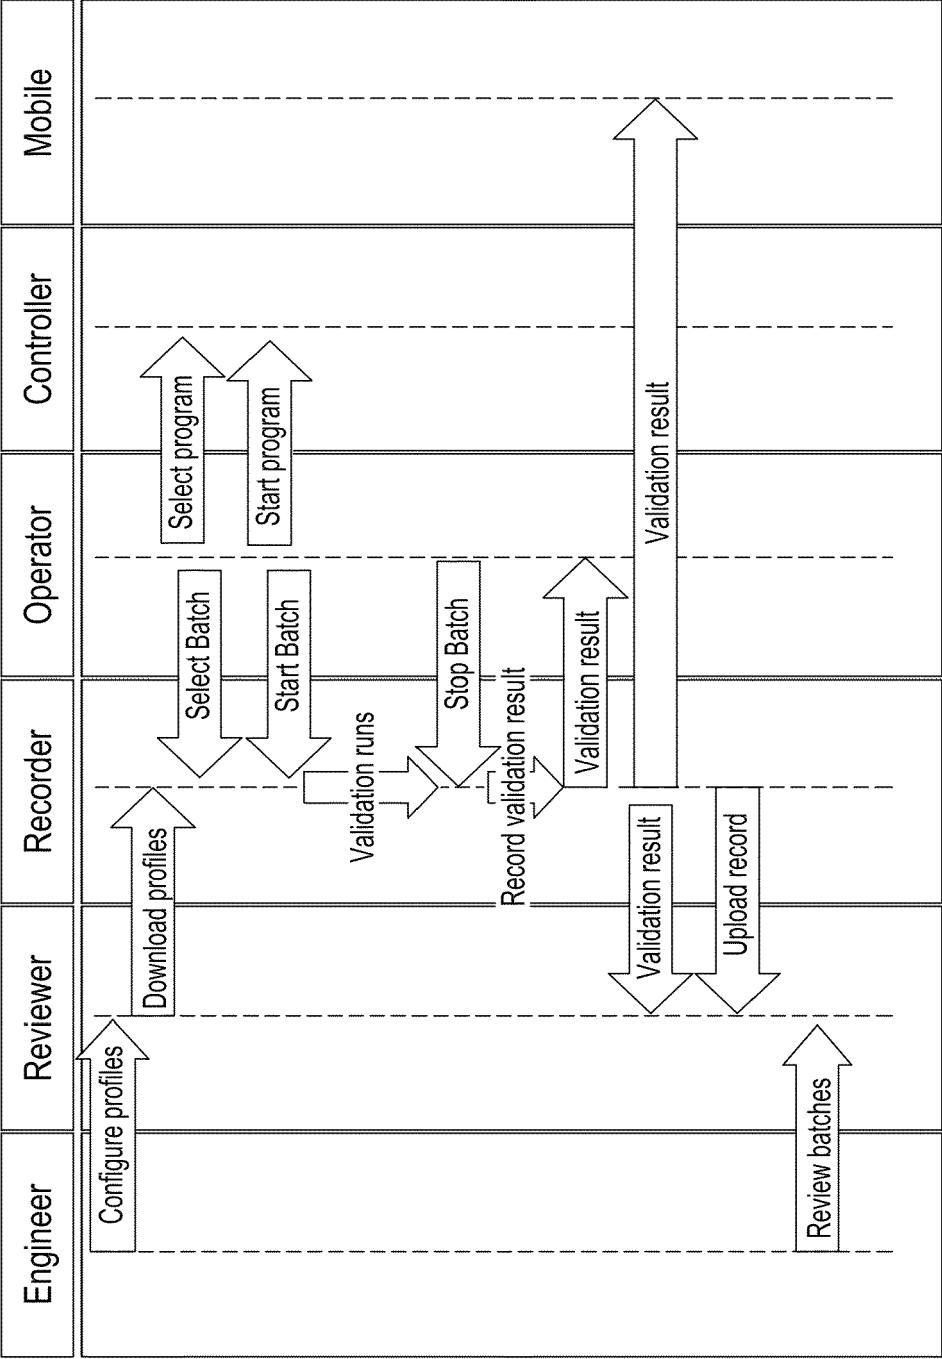 Engineer
Reviewer
Recorder
Operator
Controller
Mobile
Configure profiles
Download profiles
Select program
Select Batch
Start program
Start Batch
Validation runs
Stop Batch
Record validation result
Validation result
Validation result
Validation result
Upload record
Review batches